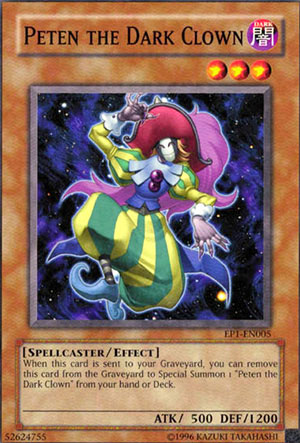 PETEN THE DARK CLOWN
DARK
闇
EP1-EN005
[SPELLCASTER/EFFECT]
When this card is sent to your Graveyard, you can remove
this card from the Graveyard to Special Summon 1 "Peten
the Dark Clown" from your hand or Deck.
ATK/ 500 DEF/1200
52624755
©1996 KAZUKI TAKAHASHI